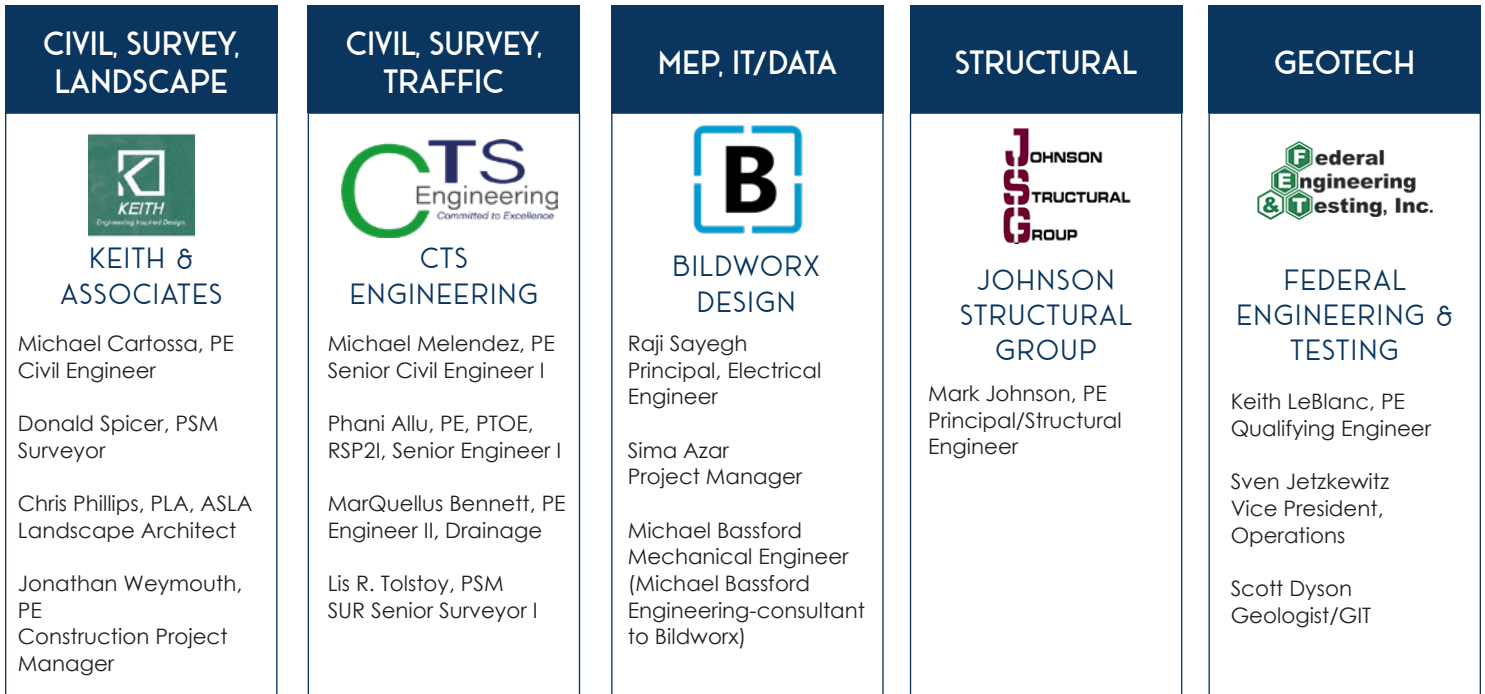 CIVIL, SURVEY,
LANDSCAPE
KEITH
Engineering Inspired Design.
KEITH &
ASSOCIATES
Michael Cartossa, PE
Civil Engineer
Donald Spicer, PSM
Surveyor
Chris Phillips, PLA, ASLA
Landscape Architect
Jonathan Weymouth,
PE
Construction Project
Manager
CIVIL, SURVEY,
TRAFFIC
CTS
Engineering
Committed to Excellence
CTS
ENGINEERING
Michael Melendez, PE
Senior Civil Engineer I
Phani Allu, PE, PTOE,
RSP2I, Senior Engineer I
MarQuellus Bennett, PE
Engineer II, Drainage
Lis R. Tolstoy, PSM
SUR Senior Surveyor I
MEP, IT/DATA
B
BILDWORX
DESIGN
Raji Sayegh
Principal, Electrical
Engineer
Sima Azar
Project Manager
Michael Bassford
Mechanical Engineer
(Michael Bassford
Engineering-consultant
to Bildworx)
STRUCTURAL
JOHNSON
STRUCTURAL
GROUP
JOHNSON
STRUCTURAL
GROUP
Mark Johnson, PE
Principal/Structural
Engineer
GEOTECH
Federal
Engineering
& Testing, Inc.
FEDERAL
ENGINEERING &
TESTING
Keith LeBlanc, PE
Qualifying Engineer
Sven Jetzkewitz
Vice President,
Operations
Scott Dyson
Geologist/GIT